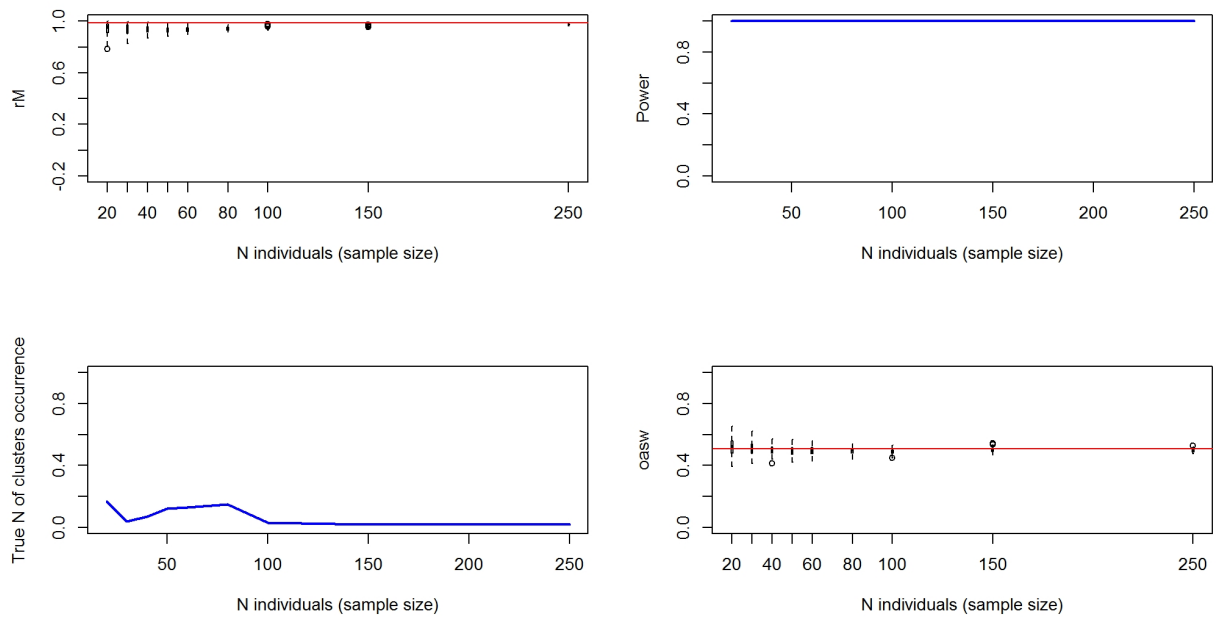 rM
1.0
0.6
0.2
-0.2
20 40 60 80 100 150 250
N individuals (sample size)
Power
0.8
0.4
0.0
50 100 150 200 250
N individuals (sample size)
True N of clusters occurrence
0.8
0.4
0.0
50 100 150 200 250
N individuals (sample size)
oasw
0.8
0.4
0.0
20 40 60 80 100 150 250
N individuals (sample size)